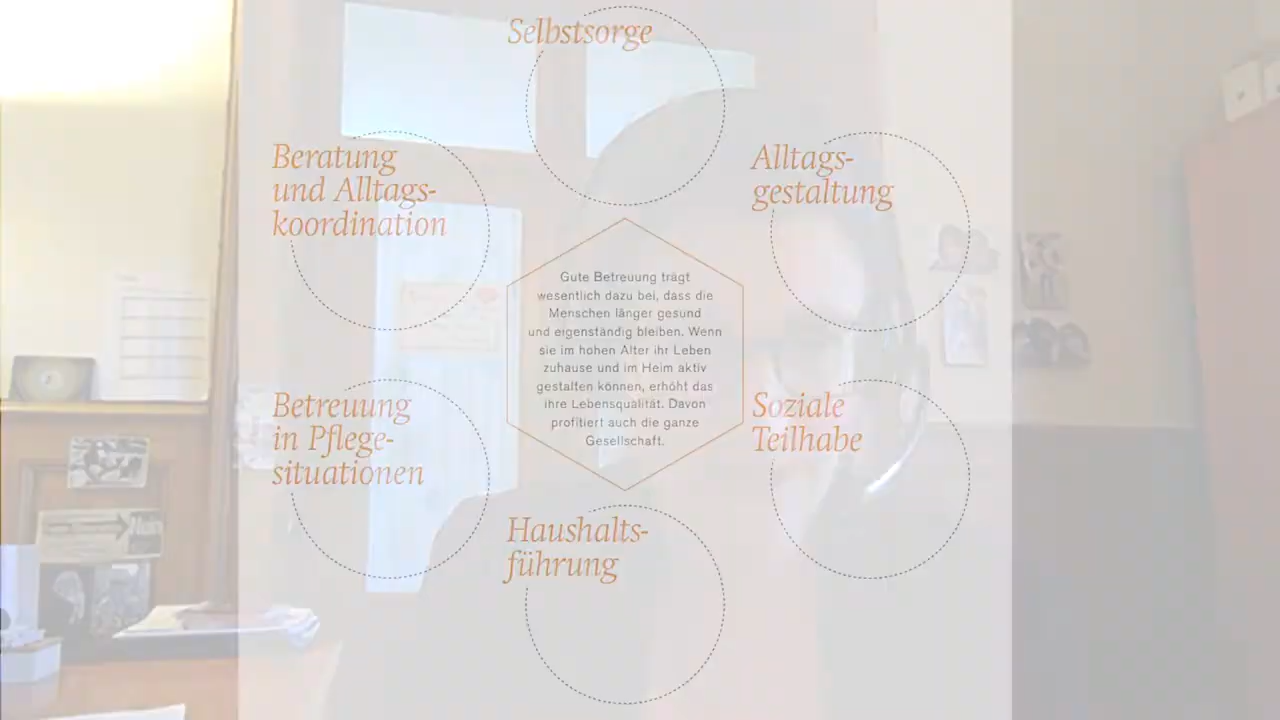 Selbstsorge
Beratung
und Alltags-
koordination
Alltags-
gestaltung
Gute Betreuung trägt
wesentlich dazu bei, dass die
Menschen länger gesund
und eigenständig bleiben. Wenn
sie im hohen Alter ihr Leben
zuhause und im Heim aktiv
gestalten können, erhöht das
ihre Lebensqualität. Davon
profitiert auch die ganze
Gesellschaft.
Betreuung
in Pflege-
situationen
Soziale
Teilhabe
Haushalts-
führung